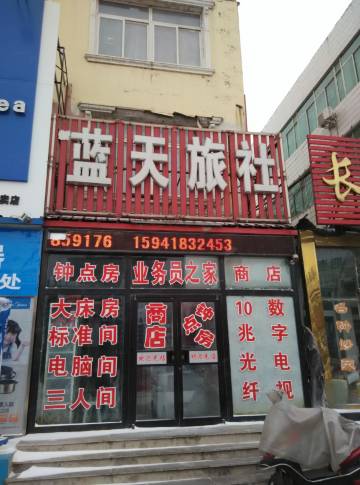 蓝天旅社
859176 15941832453
钟点房 业务员之家 商店
大床房
标准间
电脑间
三人间
商店
钟点房
10兆光纤
数字电视
长